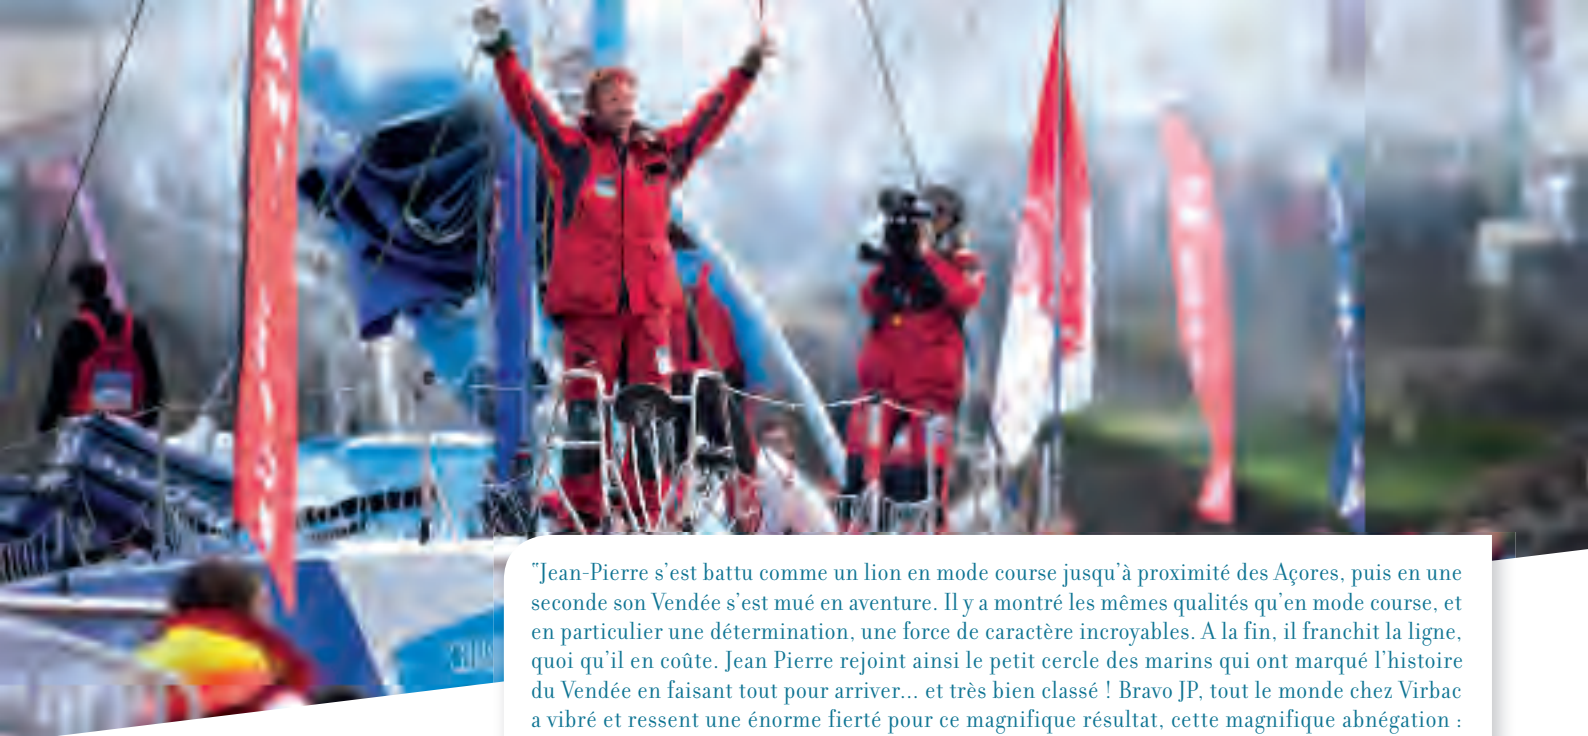 "Jean-Pierre s'est battu comme un lion en mode course jusqu'à proximité des Açores, puis en une
seconde son Vendée s'est mué en aventure. Il y a montré les mêmes qualités qu'en mode course, et
en particulier une détermination, une force de caractère incroyables. A la fin, il franchit la ligne,
quoi qu'il en coûte. Jean Pierre rejoint ainsi le petit cercle des marins qui ont marqué l'histoire
du Vendée en faisant tout pour arriver... et très bien classé ! Bravo JP, tout le monde chez Virbac
a vibré et ressent une énorme fierté pour ce magnifique résultat, cette magnifique abnégation :